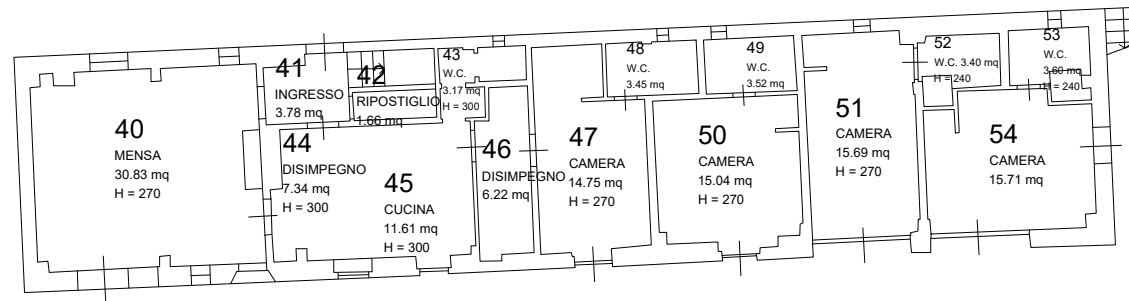 40
MENSA
30.83 mq
H = 270
41
INGRESSO
3.78 mq
42
RIPOSTIGLIO
1.66 mq
43
W.C.
3.17 mq
H = 300
44
DISIMPEGNO
7.34 mq
H = 300
45
CUCINA
11.61 mq
H = 300
46
DISIMPEGNO
6.22 mq
47
CAMERA
14.75 mq
H = 270
48
W.C.
3.45 mq
49
W.C.
3.52 mq
50
CAMERA
15.04 mq
H = 270
51
CAMERA
15.69 mq
H = 270
52
W.C. 3.40 mq
H = 240
53
W.C.
3.60 mq
H = 240
54
CAMERA
15.71 mq